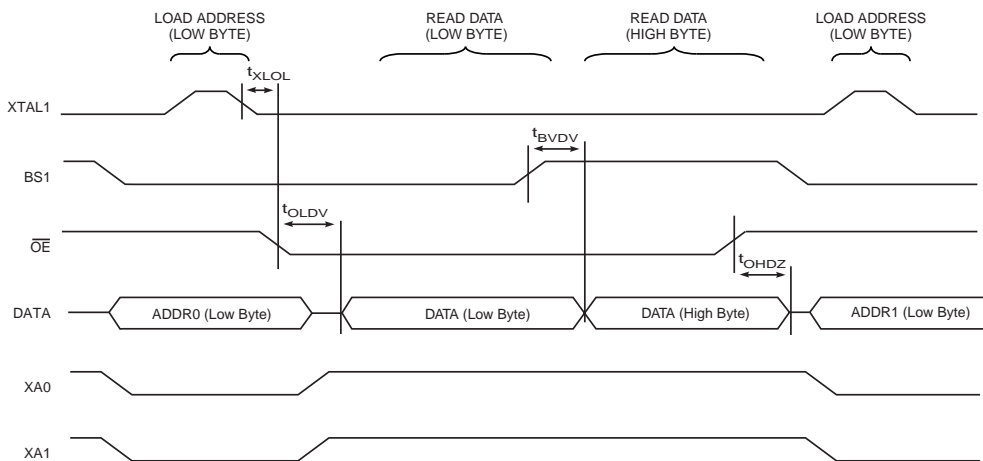 LOAD ADDRESS
(LOW BYTE)
READ DATA
(LOW BYTE)
READ DATA
(HIGH BYTE)
LOAD ADDRESS
(LOW BYTE)
tXLOL
XTAL1
tBVDV
BS1
tOLDV
OE
tOHDZ
DATA
ADDR0 (Low Byte)
DATA (Low Byte)
DATA (High Byte)
ADDR1 (Low Byte)
XA0
XA1